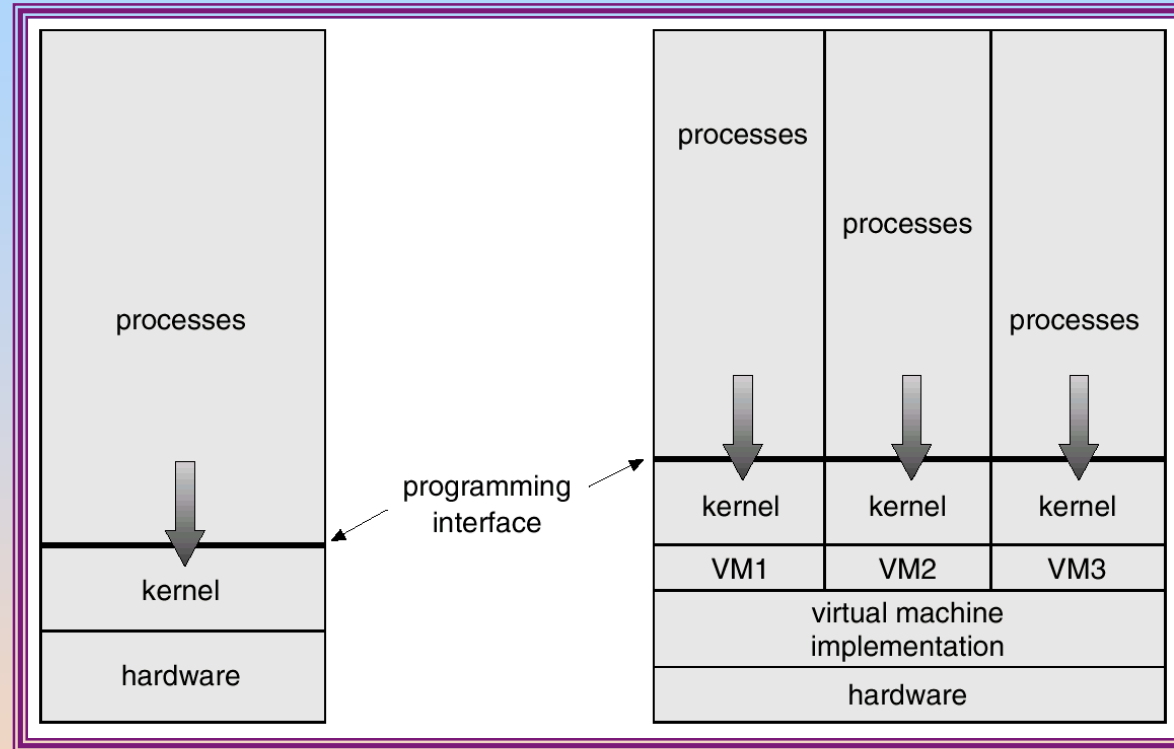 processes
kernel
hardware
programming
interface
processes
processes
processes
kernel
kernel
kernel
VM1
VM2
VM3
virtual machine
implementation
hardware